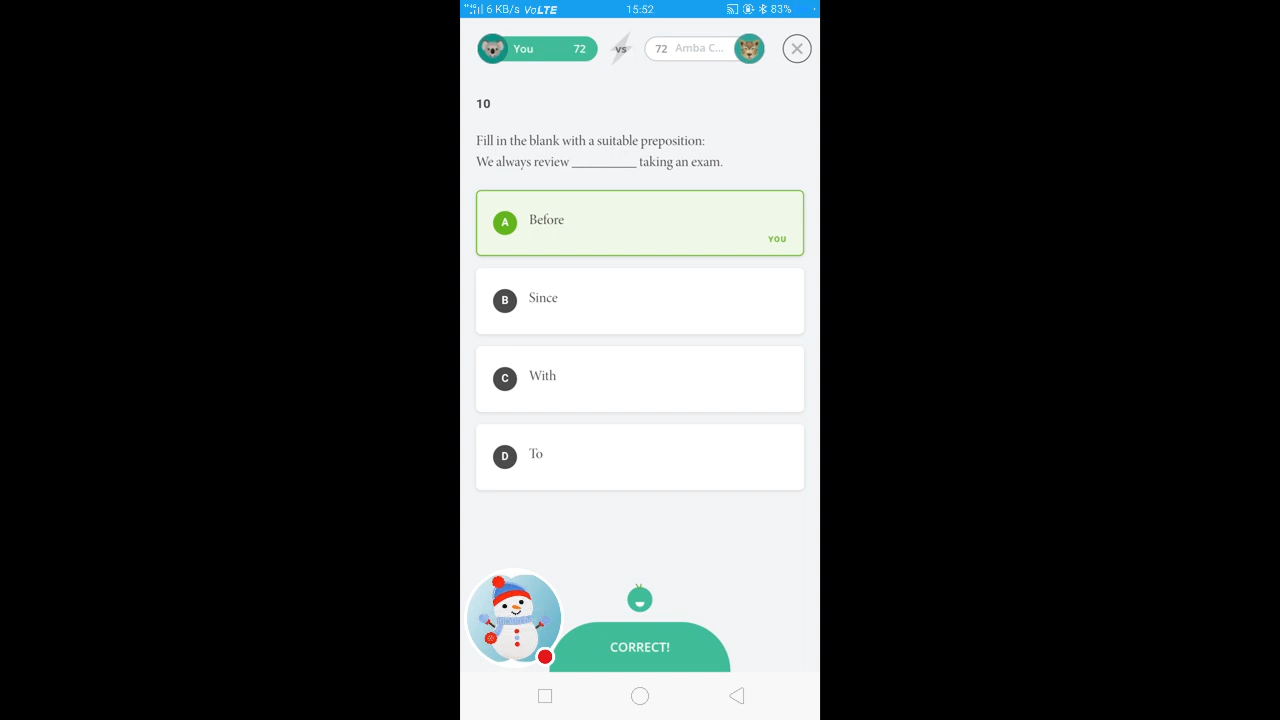 6 KB/s VoLTE 15:52 83%
You 72 vs 72 Amba C...
10
Fill in the blank with a suitable preposition:
We always review __________ taking an exam.
A Before
YOU
B Since
C With
D To
CORRECT!